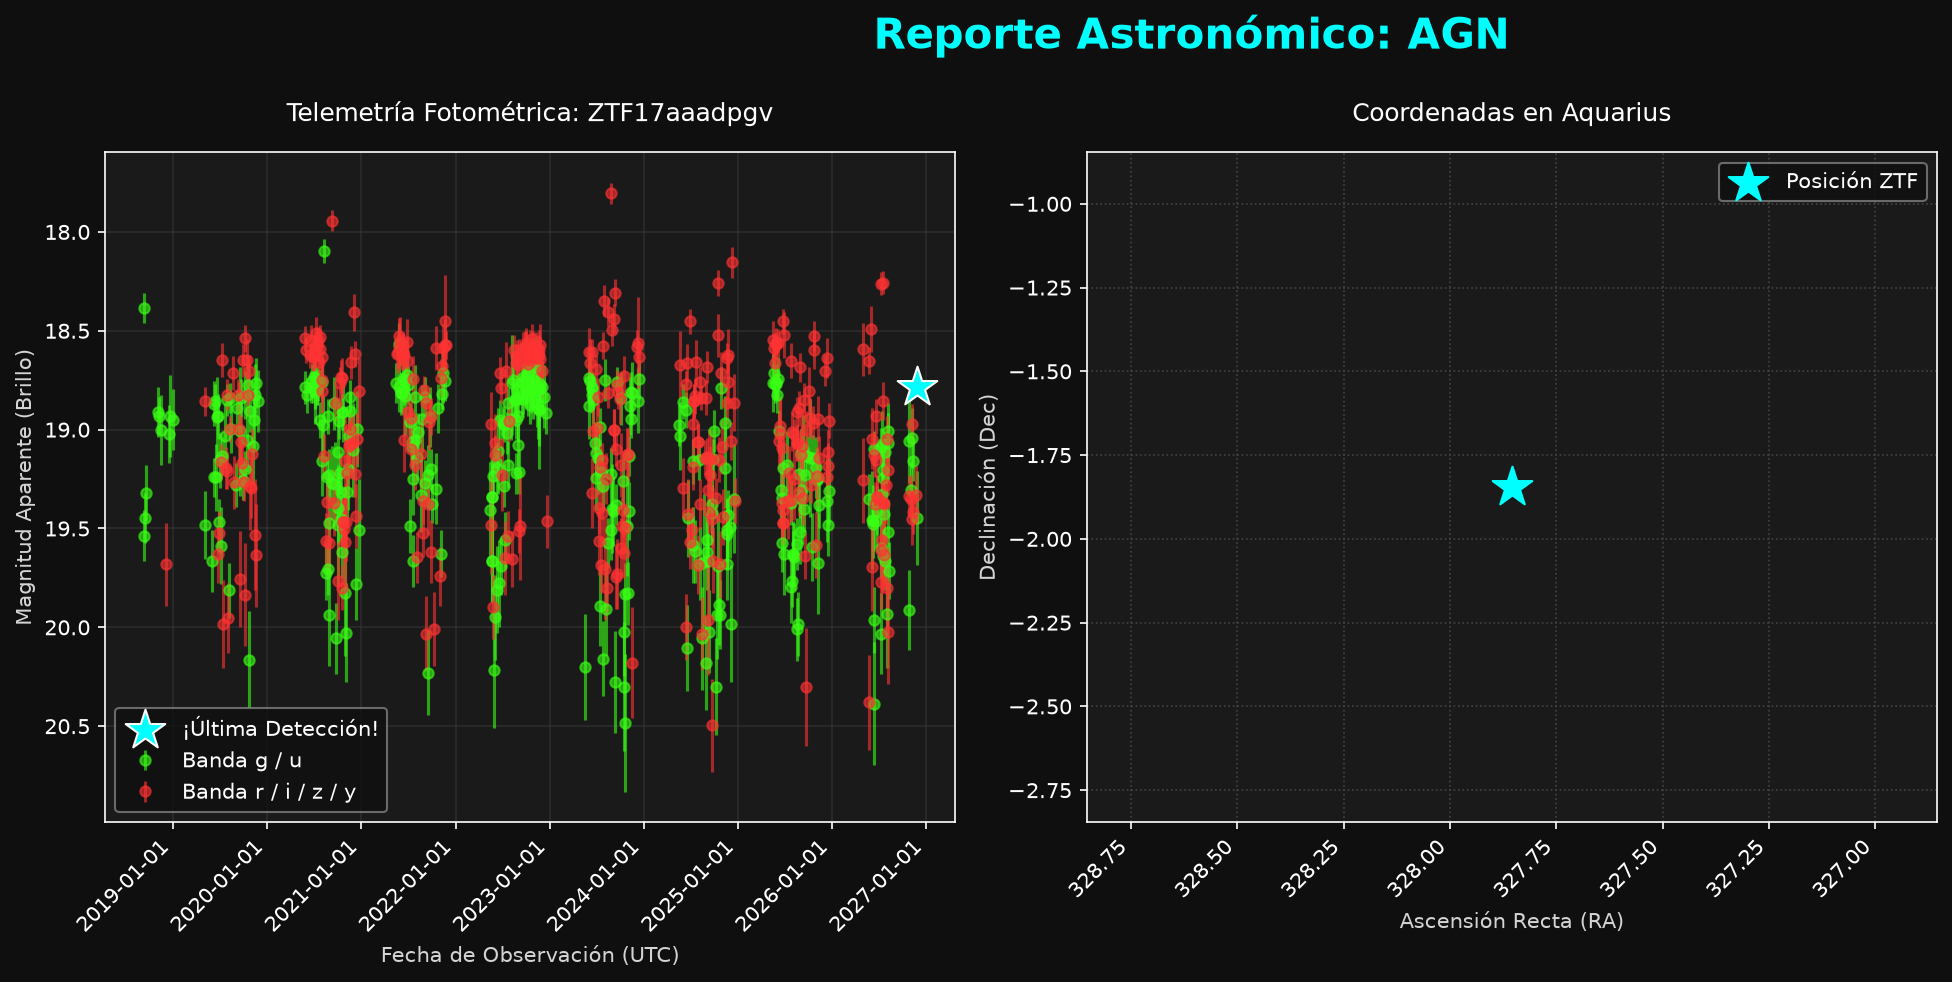 Reporte Astronómico: AGN
Telemetría Fotométrica: ZTF17aaadpgv
Magnitud Aparente (Brillo)
18.0
18.5
19.0
19.5
20.0
20.5
¡Última Detección!
Banda g / u
Banda r / i / z / y
2019-01-01
2020-01-01
2021-01-01
2022-01-01
2023-01-01
2024-01-01
2025-01-01
2026-01-01
2027-01-01
Fecha de Observación (UTC)
Coordenadas en Aquarius
Posición ZTF
Declinación (Dec)
−1.00
−1.25
−1.50
−1.75
−2.00
−2.25
−2.50
−2.75
328.75
328.50
328.25
328.00
327.75
327.50
327.25
327.00
Ascensión Recta (RA)